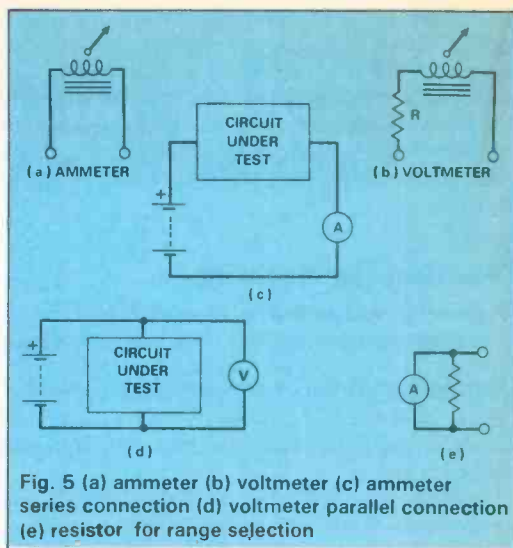 (a) AMMETER
R
(b) VOLTMETER
CIRCUIT
UNDER
TEST
+
A
(c)
+
CIRCUIT
UNDER
TEST
V
(d)
A
(e)
Fig. 5 (a) ammeter (b) voltmeter (c) ammeter
series connection (d) voltmeter parallel connection
(e) resistor for range selection